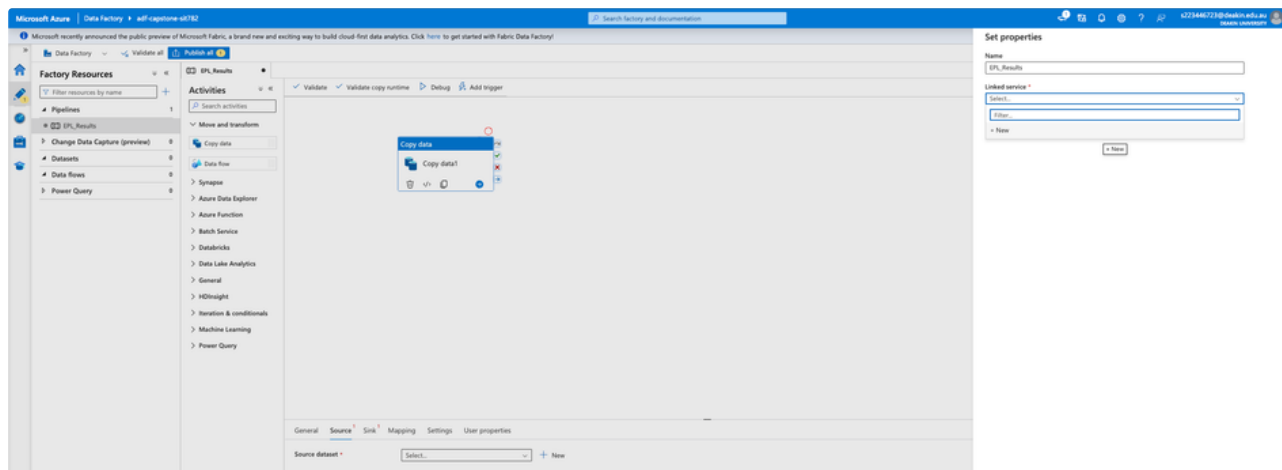 Microsoft Azure | Data Factory ▸ adf-capstone-sit782
Search factory and documentation
s223446723@deakin.edu.au
DEAKIN UNIVERSITY
Microsoft recently announced the public preview of Microsoft Fabric, a brand new and exciting way to build cloud-first data analytics. Click here to get started with Fabric Data Factory!
Data Factory
Validate all
Publish all 1
Factory Resources
Filter resources by name
Pipelines 1
EPL_Results
Change Data Capture (preview) 0
Datasets 0
Data flows 0
Power Query 0
EPL_Results
Activities
Search activities
Move and transform
Copy data
Data flow
Synapse
Azure Data Explorer
Azure Function
Batch Service
Databricks
Data Lake Analytics
General
HDInsight
Iteration & conditionals
Machine Learning
Power Query
Validate Validate copy runtime Debug Add trigger
Copy data
Copy data1
General Source 1 Sink 1 Mapping Settings User properties
Source dataset * Select... + New
Set properties
Name
EPL_Results
Linked service *
Select...
Filter...
+ New
+ New